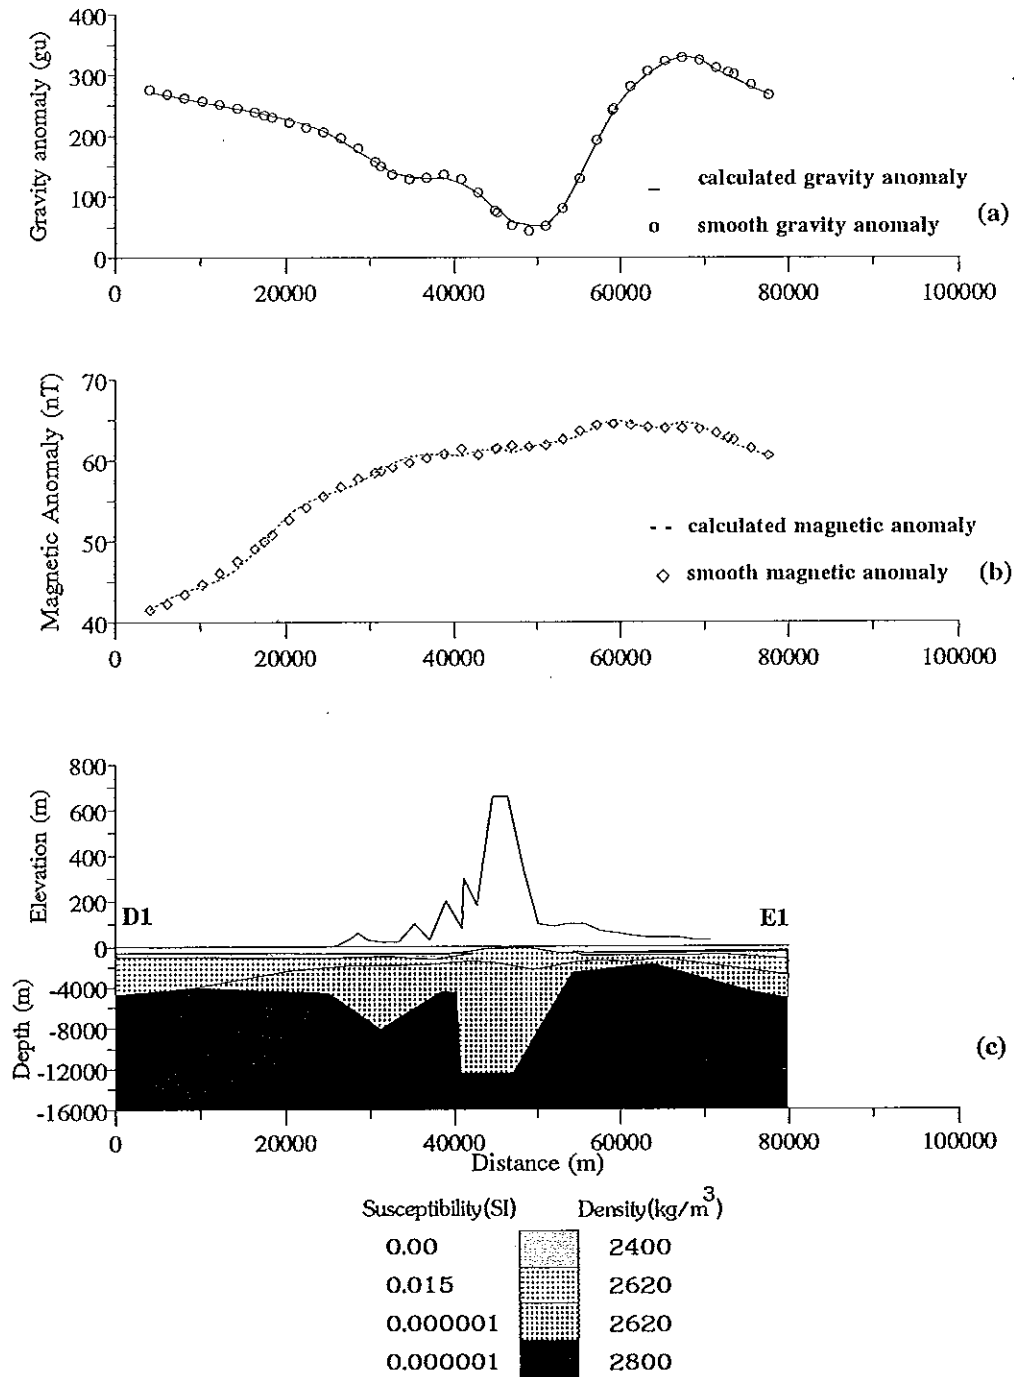 400
300
200
100
0
Gravity anomaly (gu)
calculated gravity anomaly
smooth gravity anomaly
(a)
0 20000 40000 60000 80000 100000
70
60
50
40
Magnetic Anomaly (nT)
calculated magnetic anomaly
smooth magnetic anomaly
(b)
0 20000 40000 60000 80000 100000
800
600
400
200
0
Elevation (m)
D1
E1
-4000
-8000
-12000
-16000
Depth (m)
(c)
0 20000 40000 60000 80000 100000
Distance (m)
Susceptibility(SI) Density(kg/m3)
0.00 2400
0.015 2620
0.000001 2620
0.000001 2800